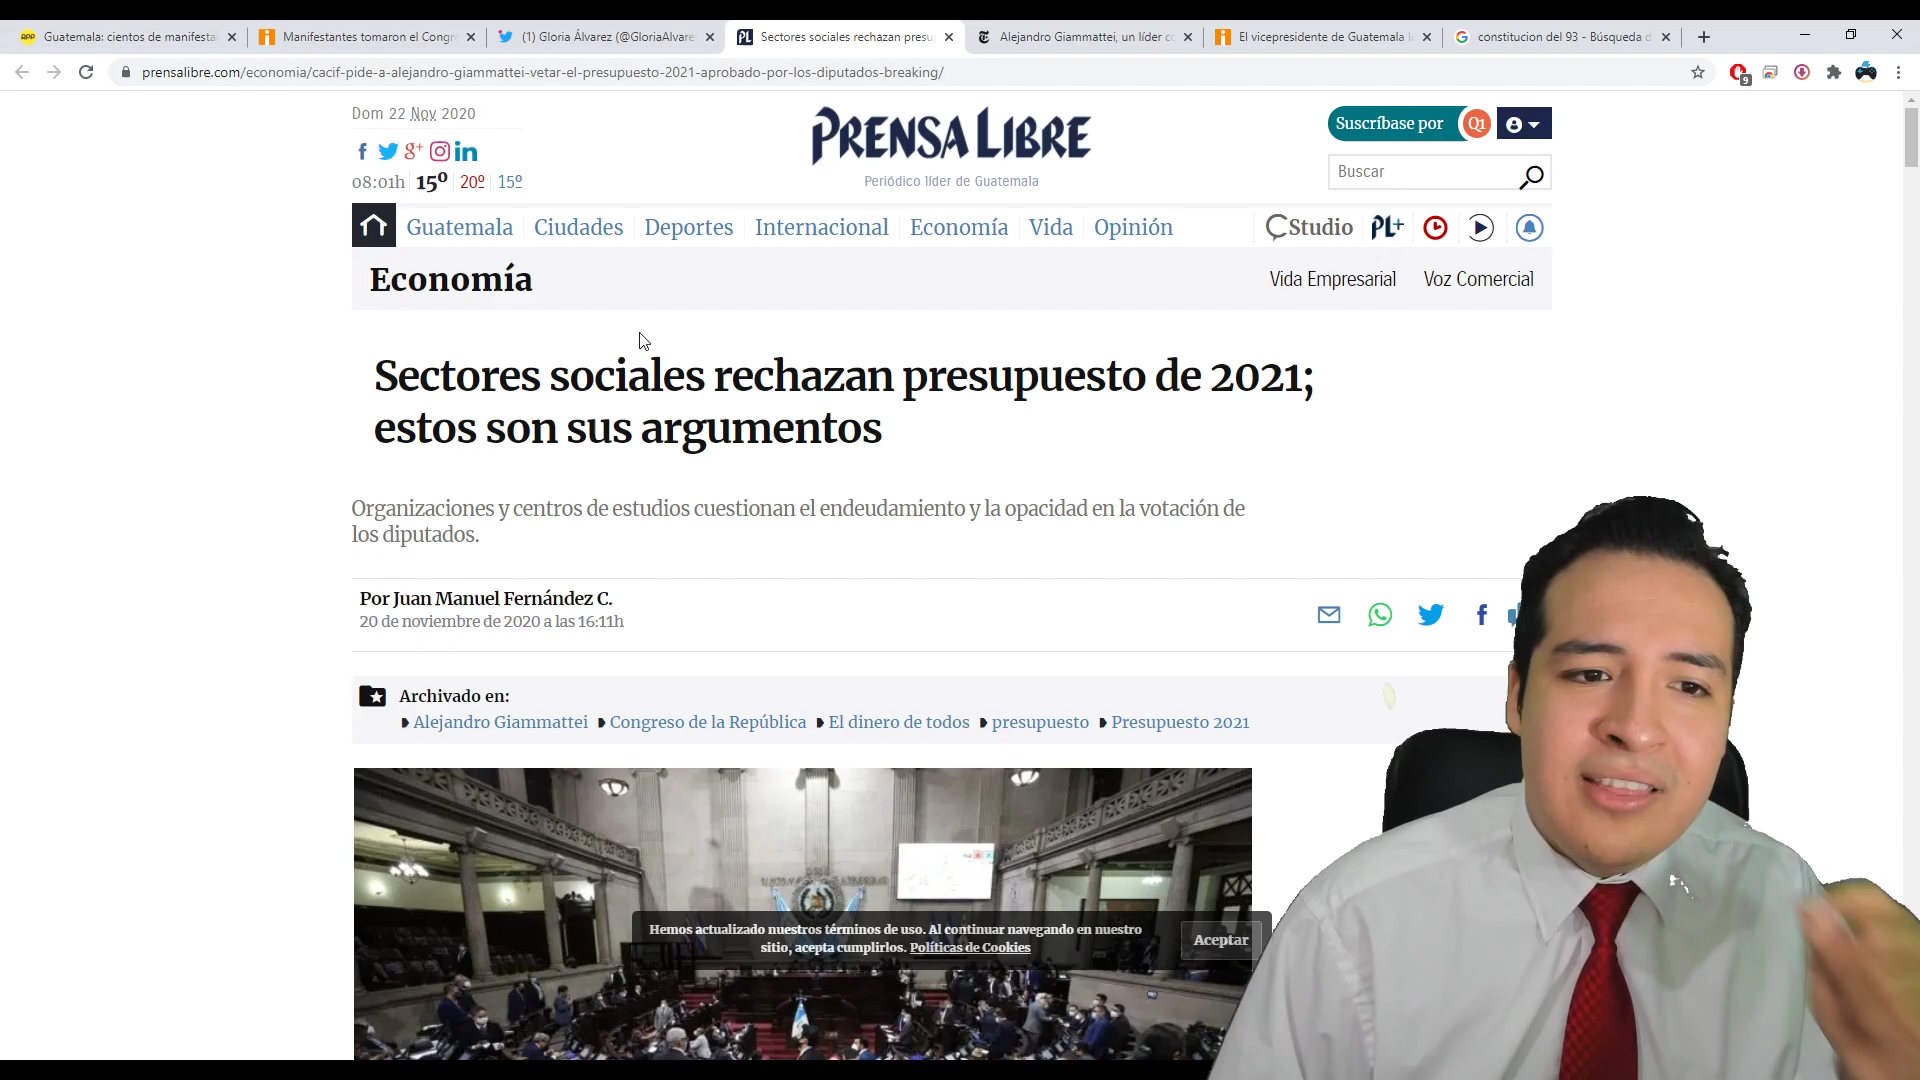 Guatemala: cientos de manifesta
Manifestantes tomaron el Congre
(1) Gloria Álvarez (@GloriaAlvare
Sectores sociales rechazan presu
Alejandro Giammattei, un líder co
El vicepresidente de Guatemala l
constitucion del 93 - Búsqueda d
prensalibre.com/economia/cacif-pide-a-alejandro-giammattei-vetar-el-presupuesto-2021-aprobado-por-los-diputados-breaking/
9
Dom 22 Nov 2020
PRENSA LIBRE
Periódico líder de Guatemala
Suscríbase por Q1
08:01h 15º 20º 15º
Buscar
Guatemala Ciudades Deportes Internacional Economía Vida Opinión
CStudio PL+
Economía
Vida Empresarial Voz Comercial
Sectores sociales rechazan presupuesto de 2021;
estos son sus argumentos
Organizaciones y centros de estudios cuestionan el endeudamiento y la opacidad en la votación de
los diputados.
Por Juan Manuel Fernández C.
20 de noviembre de 2020 a las 16:11h
Archivado en:
Alejandro Giammattei Congreso de la República El dinero de todos presupuesto Presupuesto 2021
Hemos actualizado nuestros términos de uso. Al continuar navegando en nuestro
sitio, acepta cumplirlos. Políticas de Cookies
Aceptar